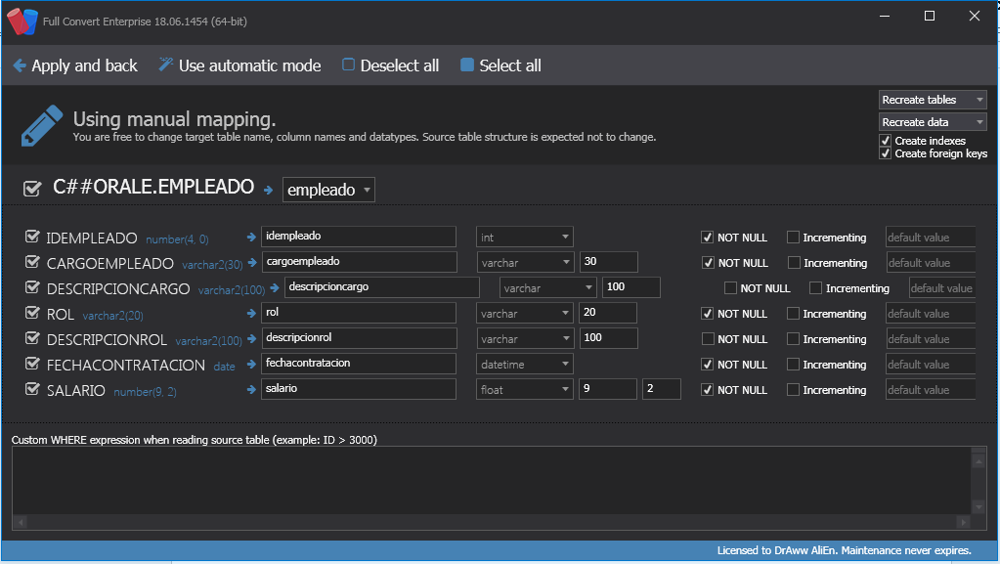 Full Convert Enterprise 18.06.1454 (64-bit)
Apply and back Use automatic mode Deselect all Select all
Using manual mapping.
You are free to change target table name, column names and datatypes. Source table structure is expected not to change.
Recreate tables
Recreate data
Create indexes
Create foreign keys
C##ORALE.EMPLEADO empleado
IDEMPLEADO number(4, 0) idempleado int NOT NULL Incrementing default value
CARGOEMPLEADO varchar2(30) cargoempleado varchar 30 NOT NULL Incrementing default value
DESCRIPCIONCARGO varchar2(100) descripcioncargo varchar 100 NOT NULL Incrementing default value
ROL varchar2(20) rol varchar 20 NOT NULL Incrementing default value
DESCRIPCIONROL varchar2(100) descripcionrol varchar 100 NOT NULL Incrementing default value
FECHACONTRATACION date fechacontratacion datetime NOT NULL Incrementing default value
SALARIO number(9, 2) salario float 9 2 NOT NULL Incrementing default value
Custom WHERE expression when reading source table (example: ID > 3000)
Licensed to DrAww AliEn. Maintenance never expires.